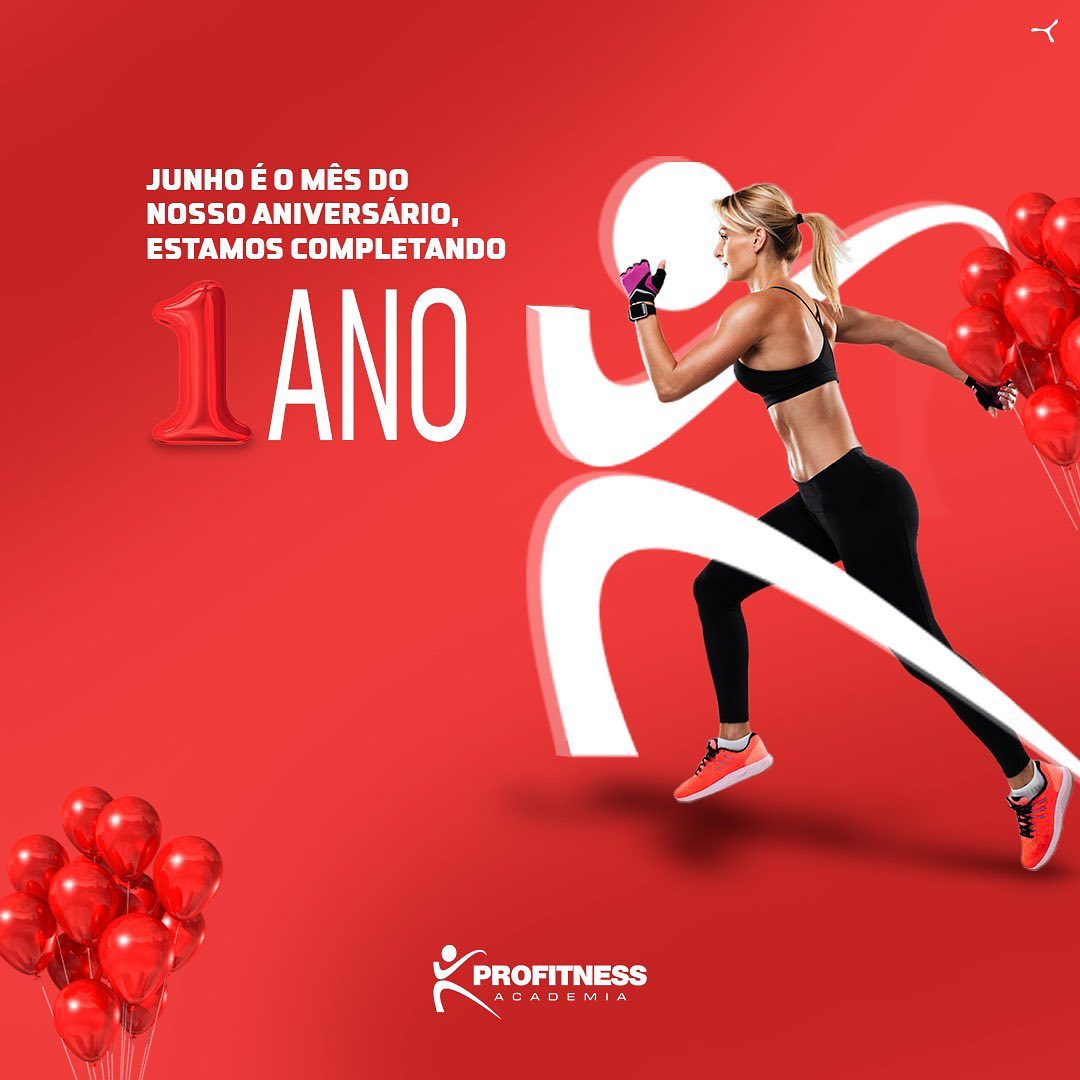 JUNHO É O MÊS DO
NOSSO ANIVERSÁRIO,
ESTAMOS COMPLETANDO
1 ANO
PROFITNESS
ACADEMIA